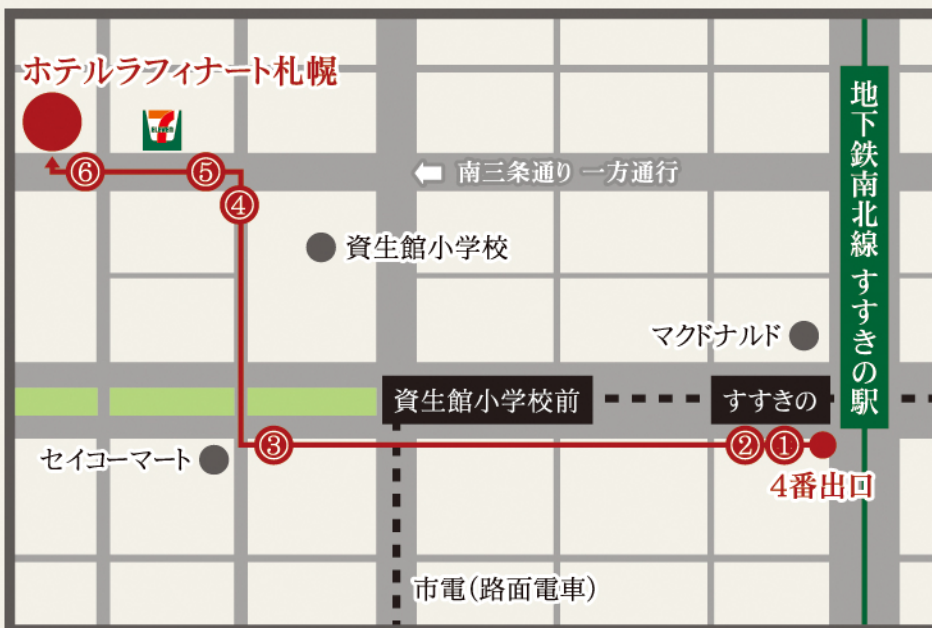 ホテルラフィナート札幌
7
ELEVEN
⑥
⑤
④
南三条通り 一方通行
地下鉄南北線 すすきの駅
資生館小学校
マクドナルド
資生館小学校前
すすきの
セイコーマート
③
②
①
4番出口
市電(路面電車)